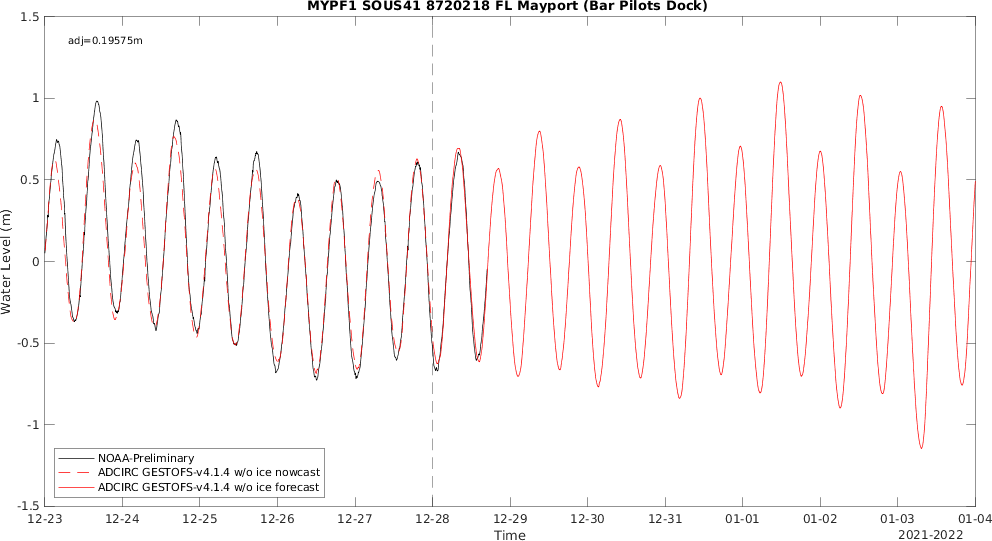 MYPF1 SOUS41 8720218 FL Mayport (Bar Pilots Dock)
adj=0.19575m
1.5
1
0.5
0
-0.5
-1
-1.5
Water Level (m)
NOAA-Preliminary
ADCIRC GESTOFS-v4.1.4 w/o ice nowcast
ADCIRC GESTOFS-v4.1.4 w/o ice forecast
12-23 12-24 12-25 12-26 12-27 12-28 12-29 12-30 12-31 01-01 01-02 01-03 01-04
Time
2021-2022